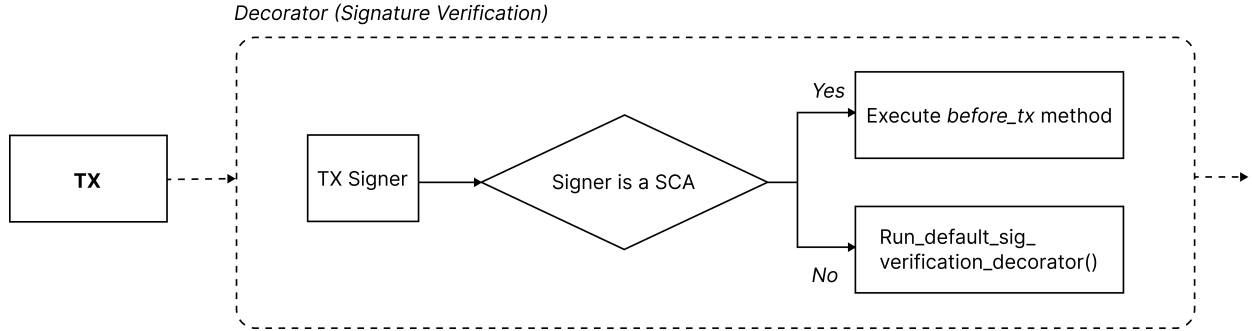 Decorator (Signature Verification)
TX
TX Signer
Signer is a SCA
Yes
Execute before_tx method
No
Run_default_sig_
verification_decorator()